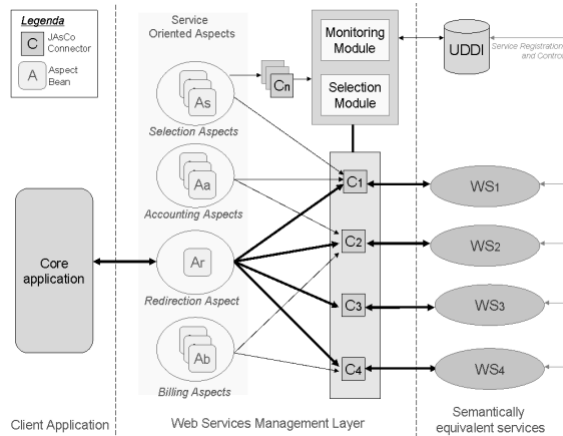 Legenda
C
JAsCo
Connector
A
Aspect
Bean
Service
Oriented Aspects
Monitoring
Module
UDDI
Service Registration
and Control
Cn
Selection
Module
As
Selection Aspects
C1
WS1
Aa
Accounting Aspects
C2
WS2
Core
application
Ar
Redirection Aspect
C3
WS3
Ab
Billing Aspects
C4
WS4
Client Application
Web Services Management Layer
Semantically
equivalent services